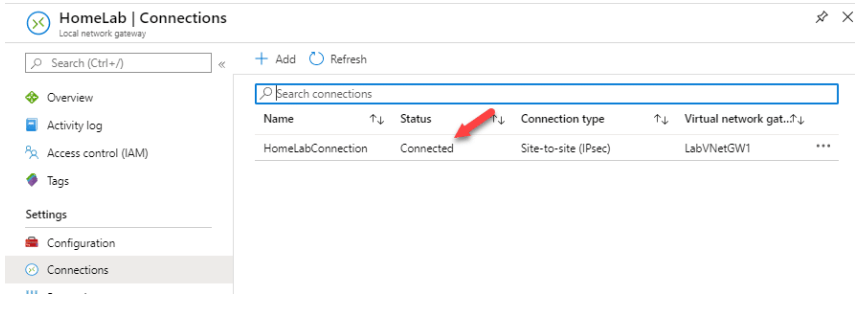 HomeLab | Connections
Local network gateway
Search (Ctrl+/)
«
Overview
Activity log
Access control (IAM)
Tags
Settings
Configuration
Connections
+ Add Refresh
Search connections
Name ↑↓ Status ↑↓ Connection type ↑↓ Virtual network gat...↑↓
HomeLabConnection Connected Site-to-site (IPsec) LabVNetGW1 ...